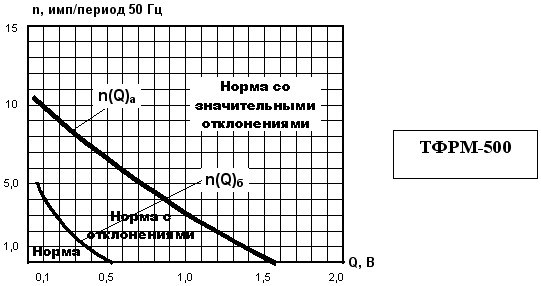 n, имп/период 50 Гц
15
10
5,0
1,0
n(Q)а
Норма со
значительными
отклонениями
n(Q)б
Норма с
отклонениями
Норма
Q, В
0,1
0,5
1,0
1,5
2,0
ТФРМ-500